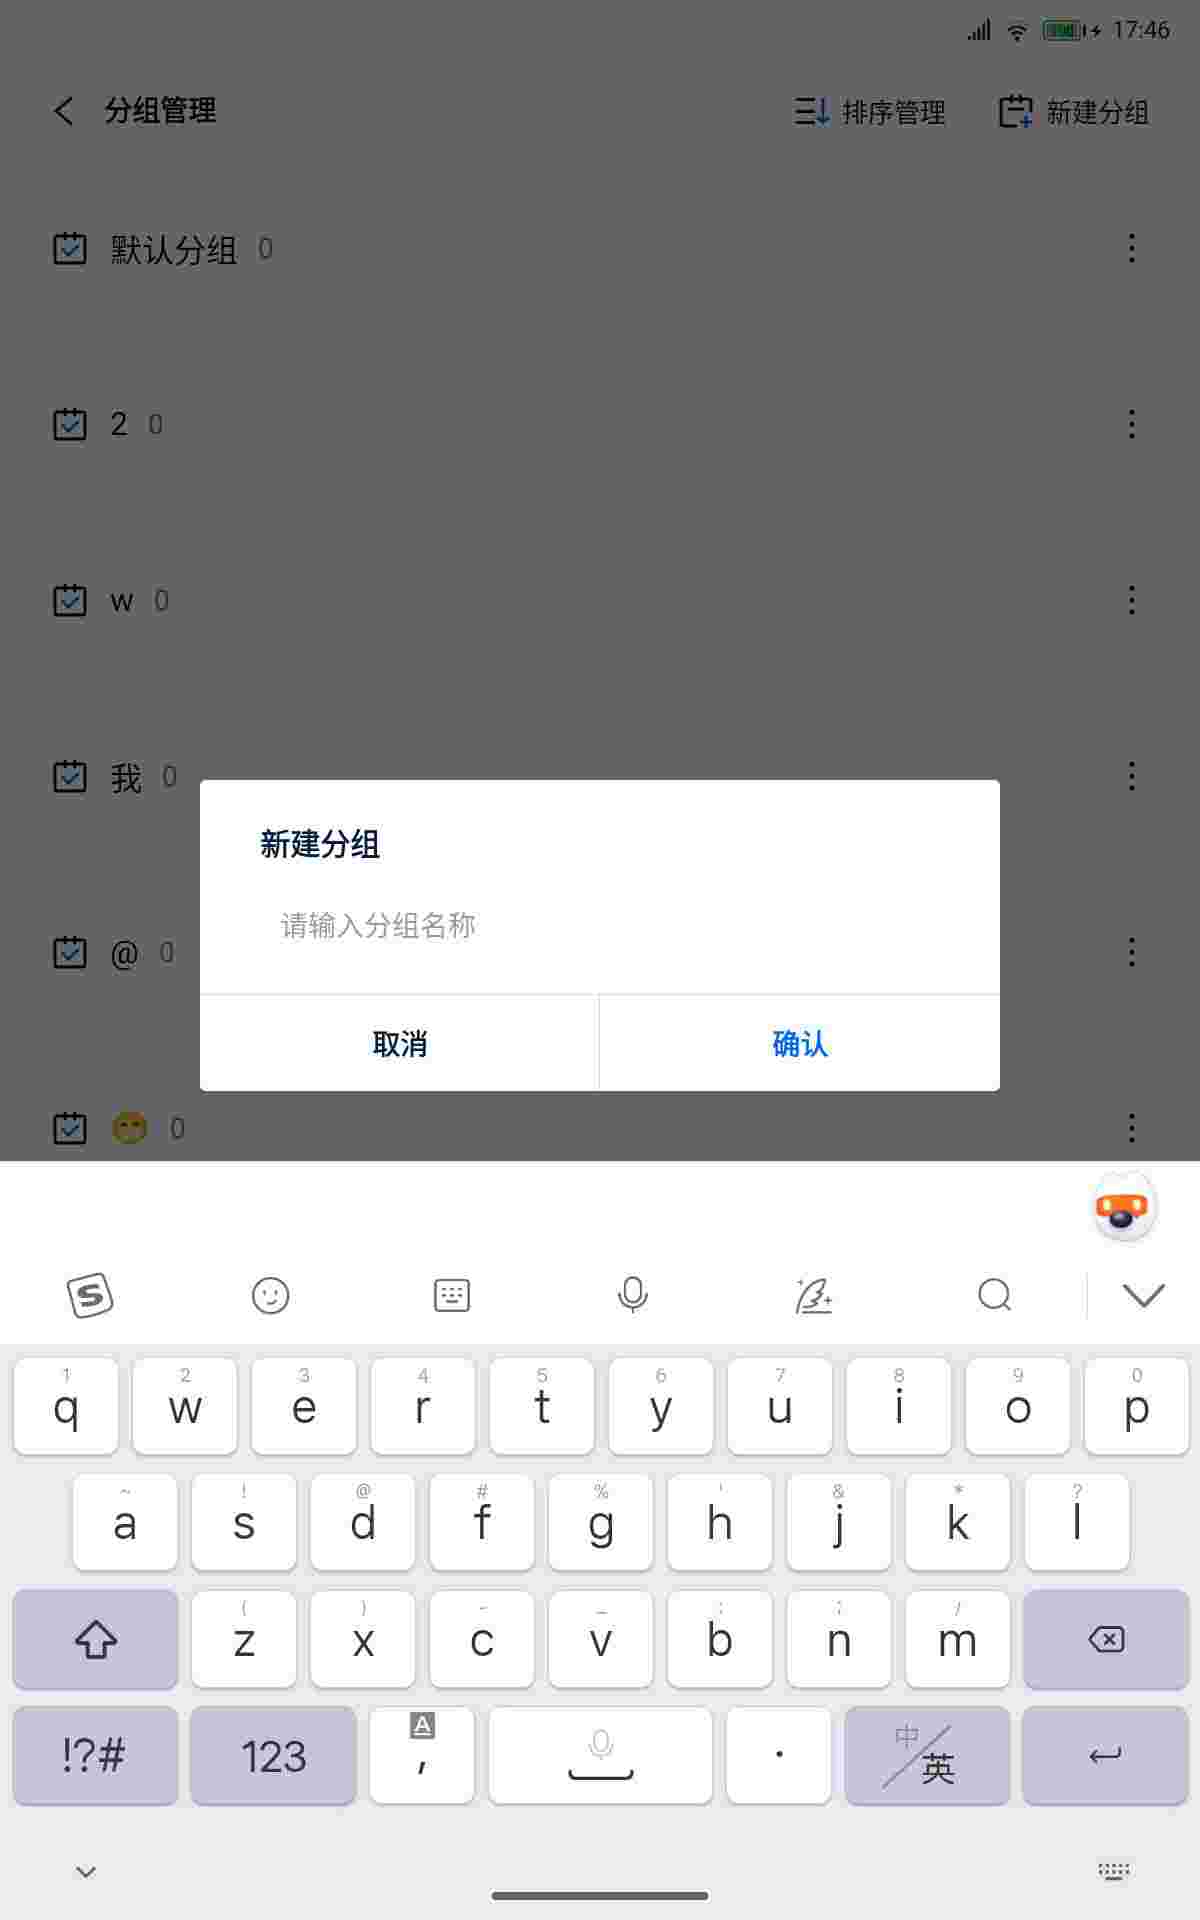 17:46
分组管理 排序管理 新建分组
默认分组 0
2 0
w 0
我 0
新建分组
请输入分组名称
@ 0
取消 确认
😁 0
1 2 3 4 5 6 7 8 9 0
q w e r t y u i o p
~ ! @ # % ' & * ?
a s d f g h j k l
( ) - _ : ; /
z x c v b n m
!?# 123 , . 中/英